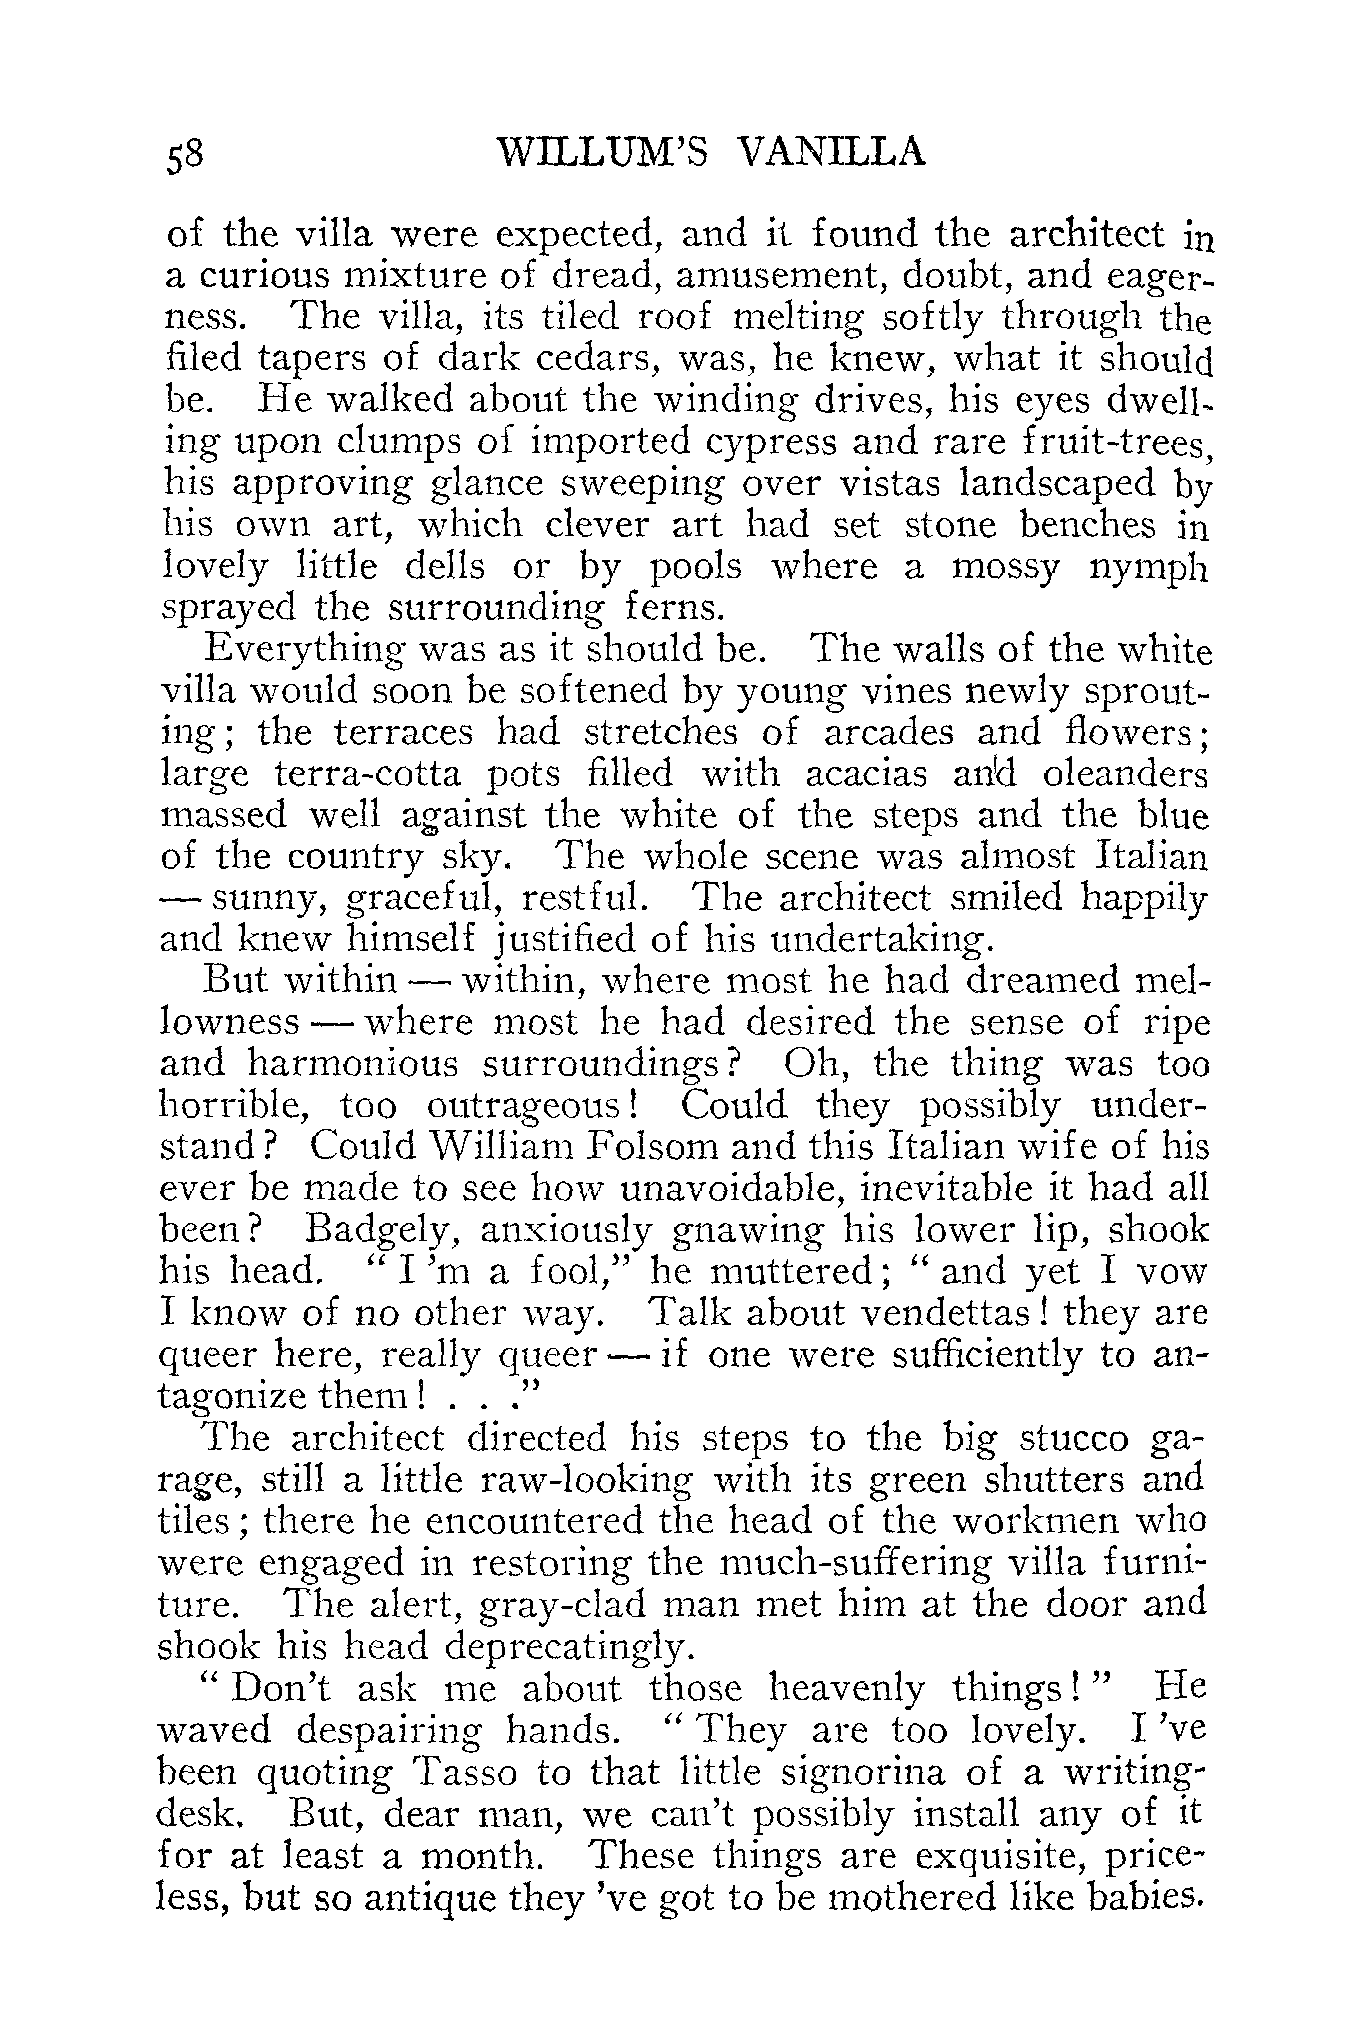 58 WILLUM'S VANILLA
of the villa were expected, and it found the architect in
a curious mixture of dread, amusement, doubt, and eager-
ness. The villa, its tiled roof melting softly through the
filed tapers of dark cedars, was, he knew, what it should
be. He walked about the winding drives, his eyes dwell-
ing upon clumps of imported cypress and rare fruit-trees,
his approving glance sweeping over vistas landscaped by
his own art, which clever art had set stone benches in
lovely little dells or by pools where a mossy nymph
sprayed the surrounding ferns.
Everything was as it should be. The walls of the white
villa would soon be softened by young vines newly sprout-
ing; the terraces had stretches of arcades and flowers;
large terra-cotta pots filled with acacias and oleanders
massed well against the white of the steps and the blue
of the country sky. The whole scene was almost Italian
— sunny, graceful, restful. The architect smiled happily
and knew himself justified of his undertaking.
But within — within, where most he had dreamed mel-
lowness — where most he had desired the sense of ripe
and harmonious surroundings? Oh, the thing was too
horrible, too outrageous! Could they possibly under-
stand? Could William Folsom and this Italian wife of his
ever be made to see how unavoidable, inevitable it had all
been? Badgely, anxiously gnawing his lower lip, shook
his head. “ I 'm a fool,” he muttered; “ and yet I vow
I know of no other way. Talk about vendettas! they are
queer here, really queer — if one were sufficiently to an-
tagonize them! . . .”
The architect directed his steps to the big stucco ga-
rage, still a little raw-looking with its green shutters and
tiles; there he encountered the head of the workmen who
were engaged in restoring the much-suffering villa furni-
ture. The alert, gray-clad man met him at the door and
shook his head deprecatingly.
“ Don't ask me about those heavenly things! ” He
waved despairing hands. “ They are too lovely. I 've
been quoting Tasso to that little signorina of a writing-
desk. But, dear man, we can't possibly install any of it
for at least a month. These things are exquisite, price-
less, but so antique they 've got to be mothered like babies.